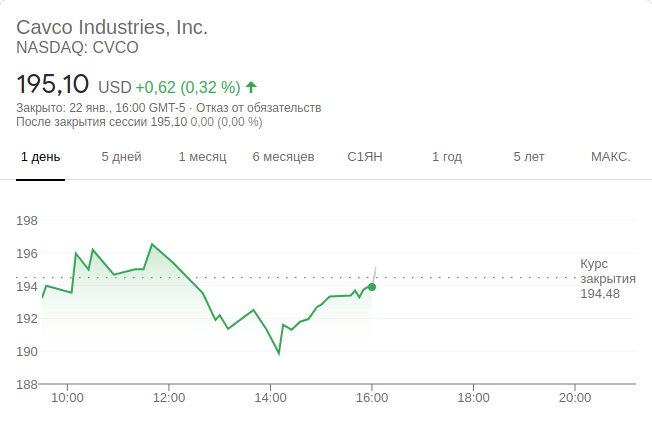 Cavco Industries, Inc.
NASDAQ: CVCO
195,10 USD +0,62 (0,32 %)
Закрыто: 22 янв., 16:00 GMT-5 · Отказ от обязательств
После закрытия сессии 195,10 0,00 (0,00 %)
1 день 5 дней 1 месяц 6 месяцев С1ЯН 1 год 5 лет МАКС.
198
196
194
192
190
188
Курс
закрытия
194,48
10:00 12:00 14:00 16:00 18:00 20:00